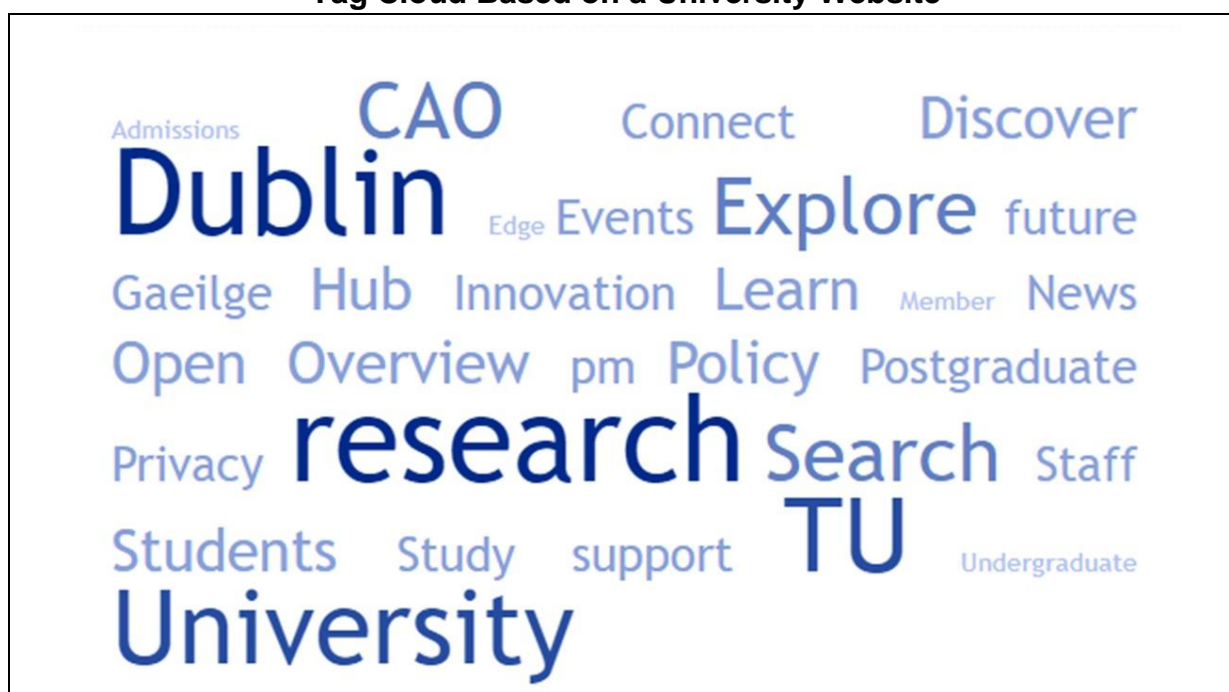 Tag Cloud Based on a University Website
Admissions CAO Connect Discover
Dublin Edge Events Explore future
Gaeilge Hub Innovation Learn Member News
Open Overview pm Policy Postgraduate
Privacy research Search Staff
Students Study support TU Undergraduate
University